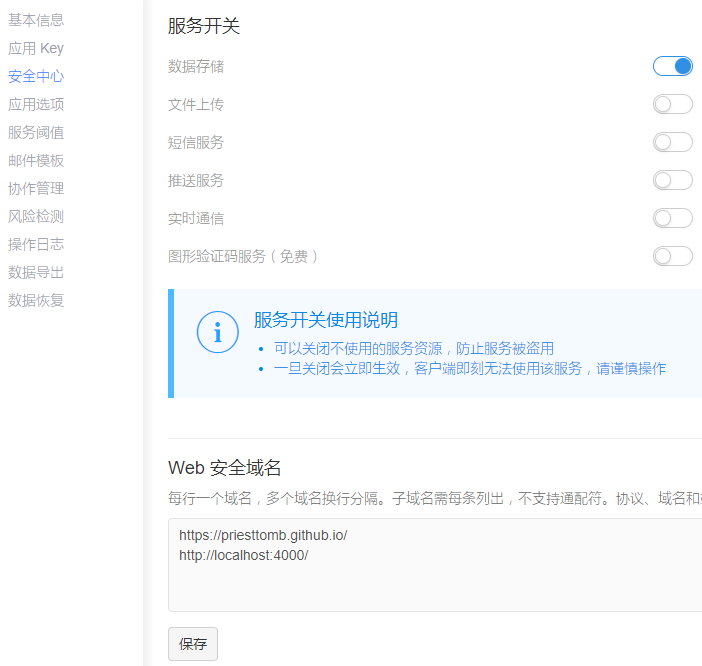 基本信息
应用 Key
安全中心
应用选项
服务阈值
邮件模板
协作管理
风险检测
操作日志
数据导出
数据恢复
服务开关
数据存储
文件上传
短信服务
推送服务
实时通信
图形验证码服务（免费）
服务开关使用说明
可以关闭不使用的服务资源，防止服务被盗用
一旦关闭会立即生效，客户端即刻无法使用该服务，请谨慎操作
Web 安全域名
每行一个域名，多个域名换行分隔。子域名需每条列出，不支持通配符。协议、域名和
https://priesttomb.github.io/
http://localhost:4000/
保存